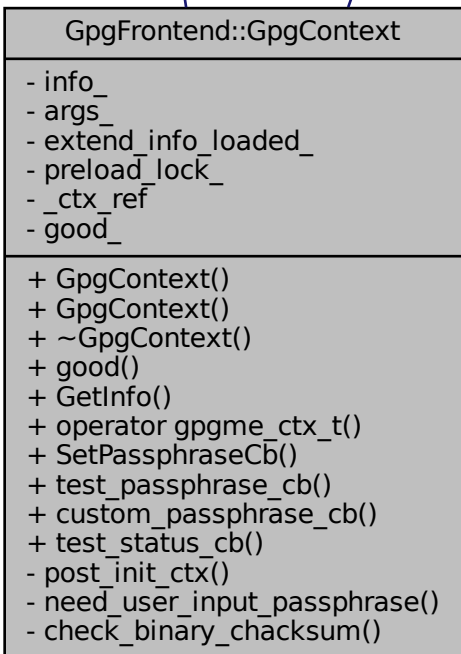 GpgFrontend::GpgContext
- info_
- args_
- extend_info_loaded_
- preload_lock_
- _ctx_ref
- good_
+ GpgContext()
+ GpgContext()
+ ~GpgContext()
+ good()
+ GetInfo()
+ operator gpgme_ctx_t()
+ SetPassphraseCb()
+ test_passphrase_cb()
+ custom_passphrase_cb()
+ test_status_cb()
- post_init_ctx()
- need_user_input_passphrase()
- check_binary_chacksum()